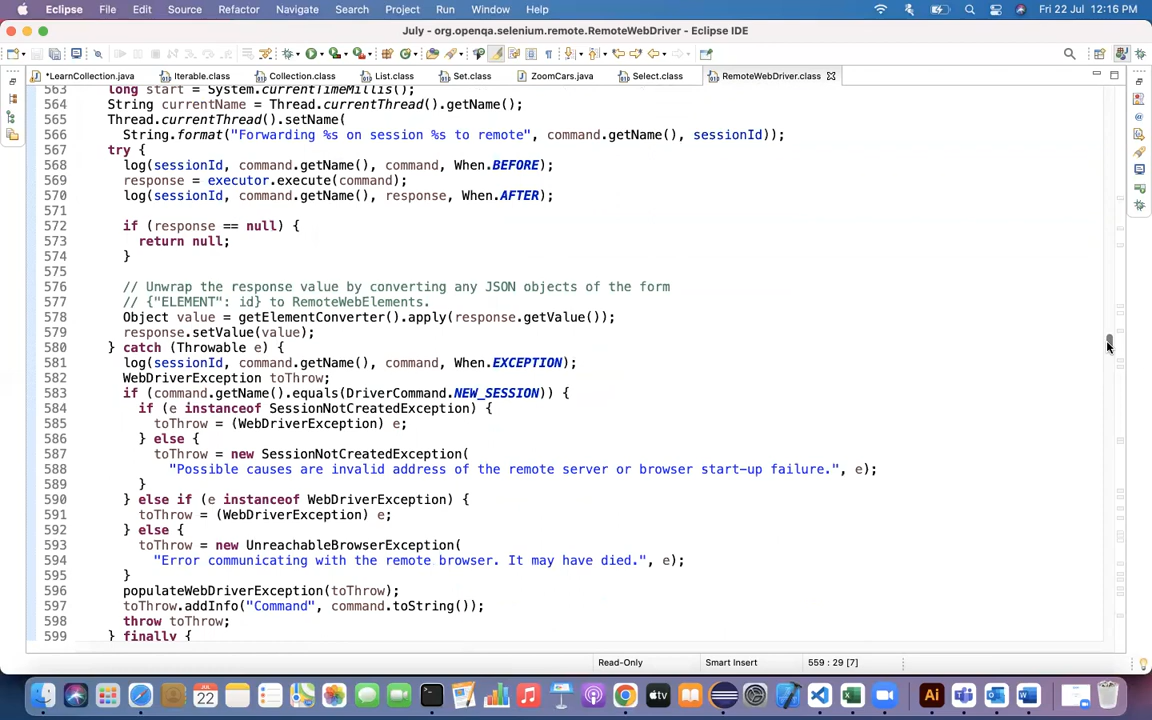 Eclipse File Edit Source Refactor Navigate Search Project Run Window Help Fri 22 Jul 12:16 PM
July - org.openqa.selenium.remote.RemoteWebDriver - Eclipse IDE
*LearnCollection.java Iterable.class Collection.class List.class Set.class ZoomCars.java Select.class RemoteWebDriver.class
563 long start = System.currentTimeMillis();
564 String currentName = Thread.currentThread().getName();
565 Thread.currentThread().setName(
566 String.format("Forwarding %s on session %s to remote", command.getName(), sessionId));
567 try {
568 log(sessionId, command.getName(), command, When.BEFORE);
569 response = executor.execute(command);
570 log(sessionId, command.getName(), response, When.AFTER);
571
572 if (response == null) {
573 return null;
574 }
575
576 // Unwrap the response value by converting any JSON objects of the form
577 // {"ELEMENT": id} to RemoteWebElements.
578 Object value = getElementConverter().apply(response.getValue());
579 response.setValue(value);
580 } catch (Throwable e) {
581 log(sessionId, command.getName(), command, When.EXCEPTION);
582 WebDriverException toThrow;
583 if (command.getName().equals(DriverCommand.NEW_SESSION)) {
584 if (e instanceof SessionNotCreatedException) {
585 toThrow = (WebDriverException) e;
586 } else {
587 toThrow = new SessionNotCreatedException(
588 "Possible causes are invalid address of the remote server or browser start-up failure.", e);
589 }
590 } else if (e instanceof WebDriverException) {
591 toThrow = (WebDriverException) e;
592 } else {
593 toThrow = new UnreachableBrowserException(
594 "Error communicating with the remote browser. It may have died.", e);
595 }
596 populateWebDriverException(toThrow);
597 toThrow.addInfo("Command", command.toString());
598 throw toThrow;
599 } finally {
Read-Only Smart Insert 559 : 29 [7]
JUL
22
tv
Ai